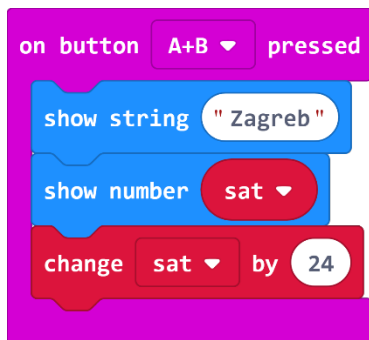 on button A+B pressed
show string "Zagreb"
show number sat
change sat by 24